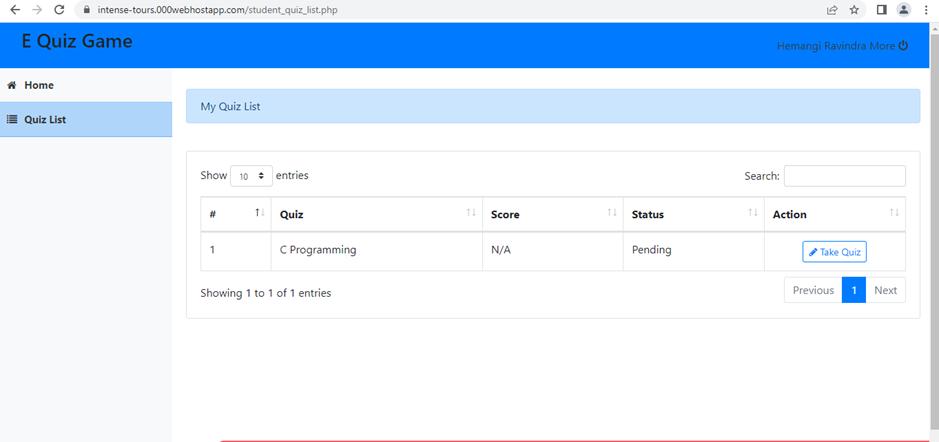 intense-tours.000webhostapp.com/student_quiz_list.php
E Quiz Game
Hemangi Ravindra More
Home
Quiz List
My Quiz List
Show 10 entries
Search:
# Quiz Score Status Action
1 C Programming N/A Pending Take Quiz
Showing 1 to 1 of 1 entries
Previous 1 Next